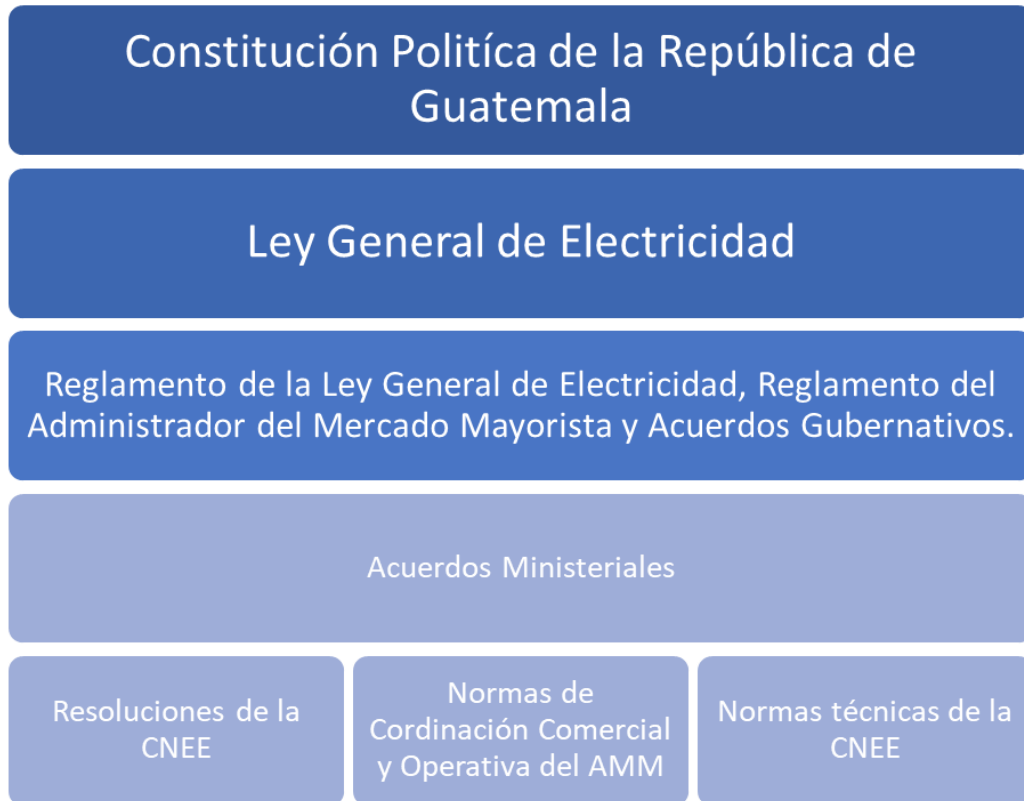 Constitución Politíca de la República de
Guatemala
Ley General de Electricidad
Reglamento de la Ley General de Electricidad, Reglamento del
Administrador del Mercado Mayorista y Acuerdos Gubernativos.
Acuerdos Ministeriales
Resoluciones de la
CNEE
Normas de
Cordinación Comercial
y Operativa del AMM
Normas técnicas de la
CNEE